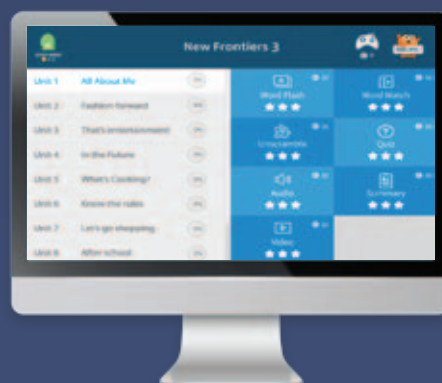 New Frontiers 3
Unit 1 All About Me
Unit 2 Fashion forward
Unit 3 That's entertainment
Unit 4 In the Future
Unit 5 What's Cooking?
Unit 6 Know the rules
Unit 7 Let's go shopping
Unit 8 After school
Word Flash
Word Match
Unscramble
Quiz
Audio
Summary
Video